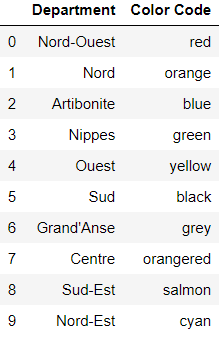 Department Color Code
0 Nord-Ouest red
1 Nord orange
2 Artibonite blue
3 Nippes green
4 Ouest yellow
5 Sud black
6 Grand'Anse grey
7 Centre orangered
8 Sud-Est salmon
9 Nord-Est cyan